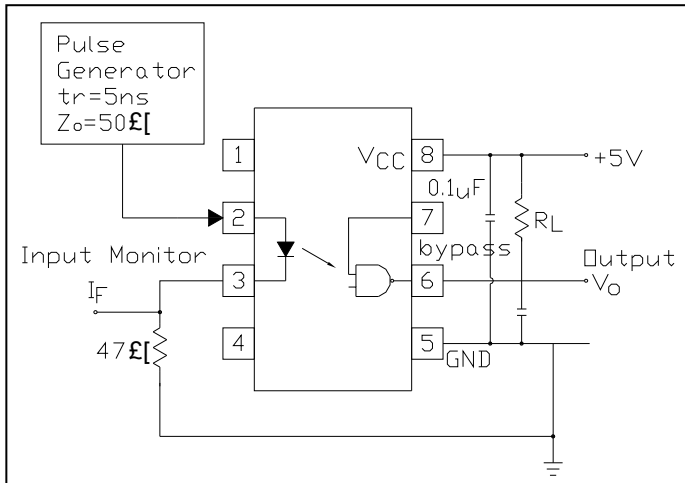 Pulse
Generator
tr=5ns
Zo=50£[
1
VCC
8
+5V
0.1uF
2
7
RL
Input Monitor
bypass
Output
3
6
Vo
IF
47£[
4
5
GND